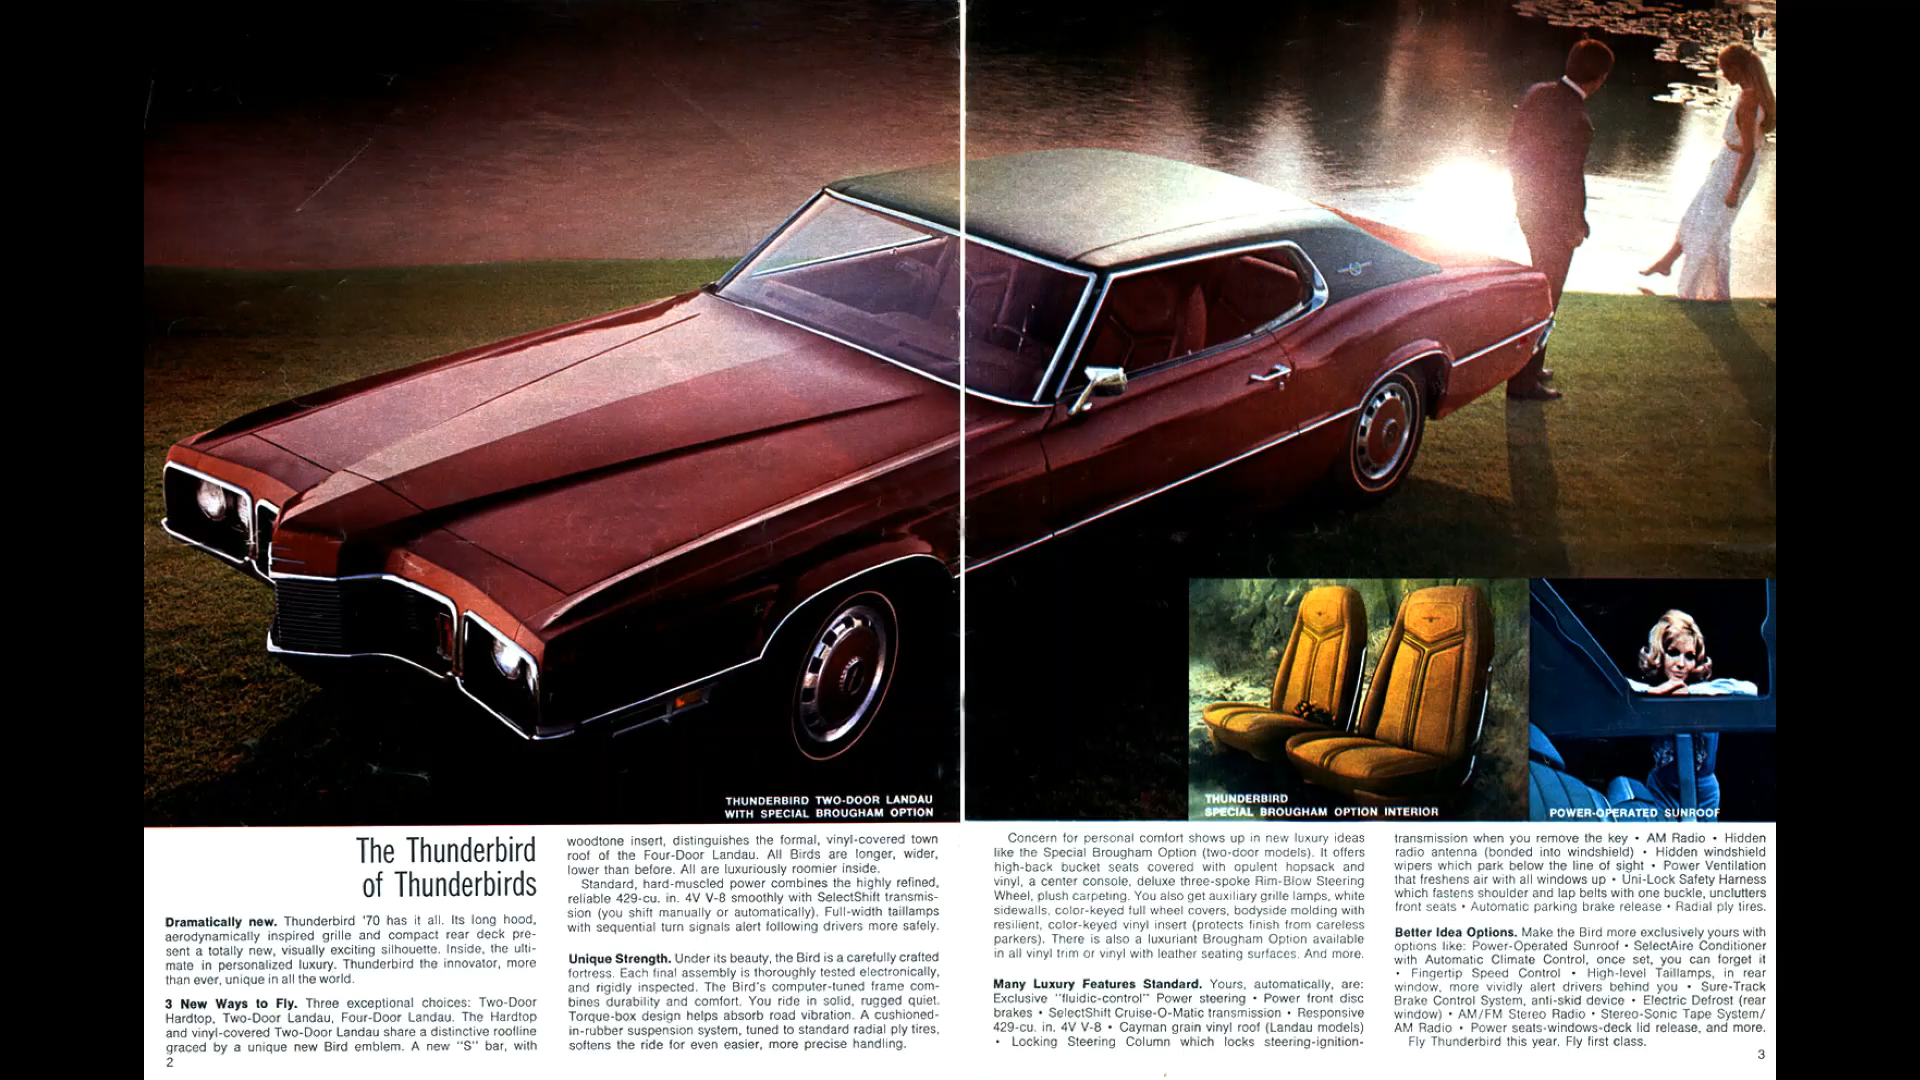 THUNDERBIRD TWO-DOOR LANDAU
WITH SPECIAL BROUGHAM OPTION
THUNDERBIRD
SPECIAL BROUGHAM OPTION INTERIOR
POWER-OPERATED SUNROOF
The Thunderbird
of Thunderbirds
Dramatically new. Thunderbird '70 has it all. Its long hood,
aerodynamically inspired grille and compact rear deck pre-
sent a totally new, visually exciting silhouette. Inside, the ulti-
mate in personalized luxury. Thunderbird the innovator, more
than ever, unique in all the world.
3 New Ways to Fly. Three exceptional choices: Two-Door
Hardtop, Two-Door Landau, Four-Door Landau. The Hardtop
and vinyl-covered Two-Door Landau share a distinctive roofline
graced by a unique new Bird emblem. A new "S" bar, with
2
woodtone insert, distinguishes the formal, vinyl-covered town
roof of the Four-Door Landau. All Birds are longer, wider,
lower than before. All are luxuriously roomier inside.
Standard, hard-muscled power combines the highly refined,
reliable 429-cu. in. 4V V-8 smoothly with SelectShift transmis-
sion (you shift manually or automatically). Full-width taillamps
with sequential turn signals alert following drivers more safely.
Unique Strength. Under its beauty, the Bird is a carefully crafted
fortress. Each final assembly is thoroughly tested electronically,
and rigidly inspected. The Bird's computer-tuned frame com-
bines durability and comfort. You ride in solid, rugged quiet.
Torque-box design helps absorb road vibration. A cushioned-
in-rubber suspension system, tuned to standard radial ply tires,
softens the ride for even easier, more precise handling.
Concern for personal comfort shows up in new luxury ideas
like the Special Brougham Option (two-door models). It offers
high-back bucket seats covered with opulent hopsack and
vinyl, a center console, deluxe three-spoke Rim-Blow Steering
Wheel, plush carpeting. You also get auxiliary grille lamps, white
sidewalls, color-keyed full wheel covers, bodyside molding with
resilient, color-keyed vinyl insert (protects finish from careless
parkers). There is also a luxuriant Brougham Option available
in all vinyl trim or vinyl with leather seating surfaces. And more.
Many Luxury Features Standard. Yours, automatically, are:
Exclusive "fluidic-control" Power steering • Power front disc
brakes • SelectShift Cruise-O-Matic transmission • Responsive
429-cu. in. 4V V-8 • Cayman grain vinyl roof (Landau models)
• Locking Steering Column which locks steering-ignition-
transmission when you remove the key • AM Radio • Hidden
radio antenna (bonded into windshield) • Hidden windshield
wipers which park below the line of sight • Power Ventilation
that freshens air with all windows up • Uni-Lock Safety Harness
which fastens shoulder and lap belts with one buckle, unclutters
front seats • Automatic parking brake release • Radial ply tires.
Better Idea Options. Make the Bird more exclusively yours with
options like: Power-Operated Sunroof • SelectAire Conditioner
with Automatic Climate Control, once set, you can forget it
• Fingertip Speed Control • High-level Taillamps, in rear
window, more vividly alert drivers behind you • Sure-Track
Brake Control System, anti-skid device • Electric Defrost (rear
window) • AM/FM Stereo Radio • Stereo-Sonic Tape System/
AM Radio • Power seats-windows-deck lid release, and more.
Fly Thunderbird this year. Fly first class.
3